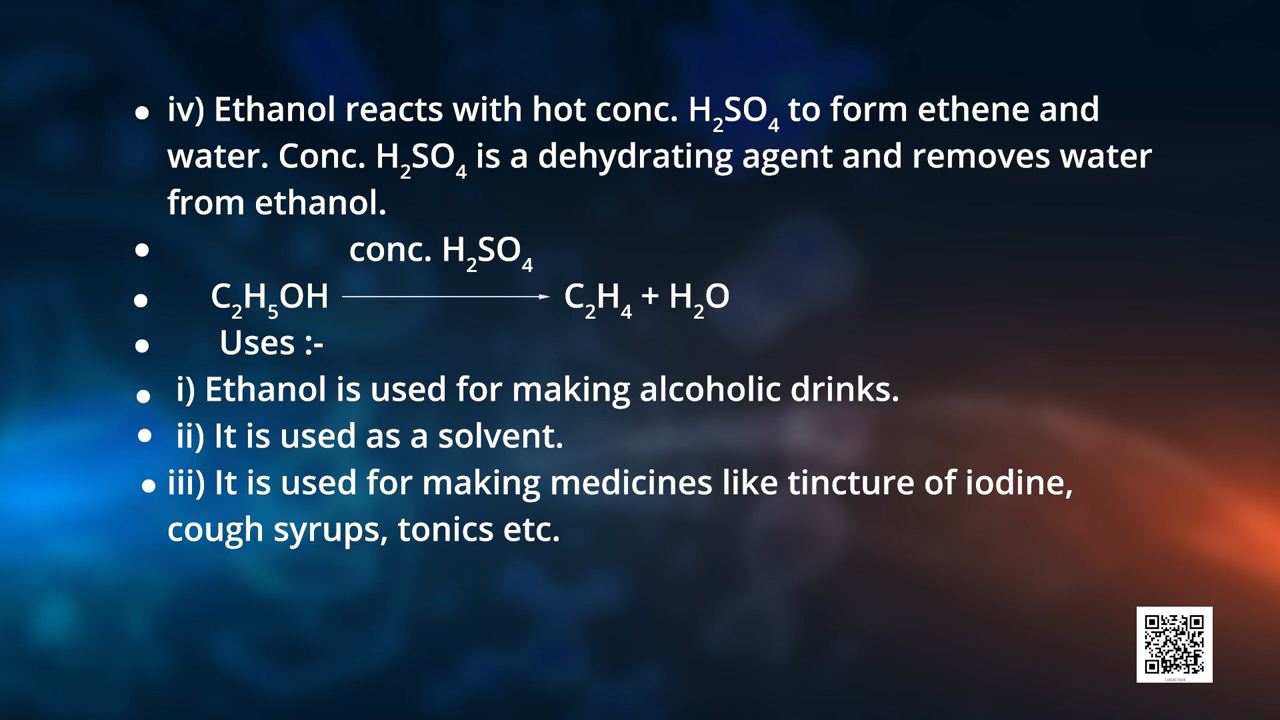 • iv) Ethanol reacts with hot conc. H₂SO₄ to form ethene and
water. Conc. H₂SO₄ is a dehydrating agent and removes water
from ethanol.
• conc. H₂SO₄
• C₂H₅OH ⟶ C₂H₄ + H₂O
• Uses :-
• i) Ethanol is used for making alcoholic drinks.
• ii) It is used as a solvent.
• iii) It is used for making medicines like tincture of iodine,
cough syrups, tonics etc.